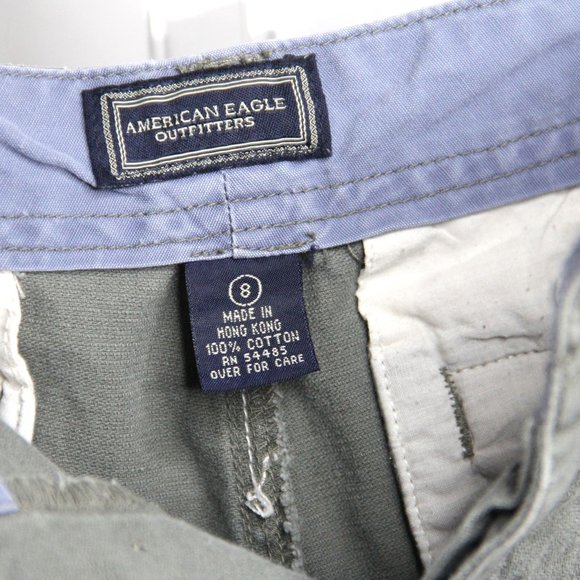 AMERICAN EAGLE
OUTFITTERS
8
MADE IN
HONG KONG
100% COTTON
RN 54485
OVER FOR CARE